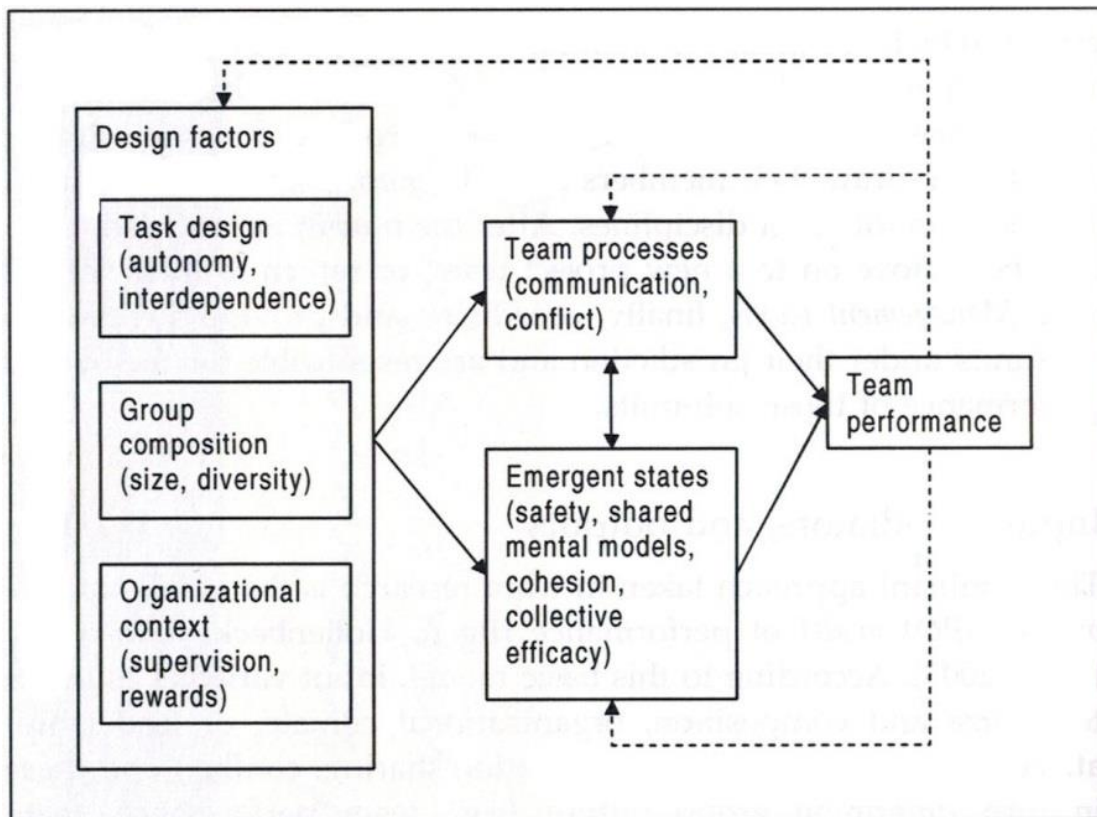 Design factors
Task design
(autonomy,
interdependence)
Group
composition
(size, diversity)
Organizational
context
(supervision,
rewards)
Team processes
(communication,
conflict)
Emergent states
(safety, shared
mental models,
cohesion,
collective
efficacy)
Team
performance